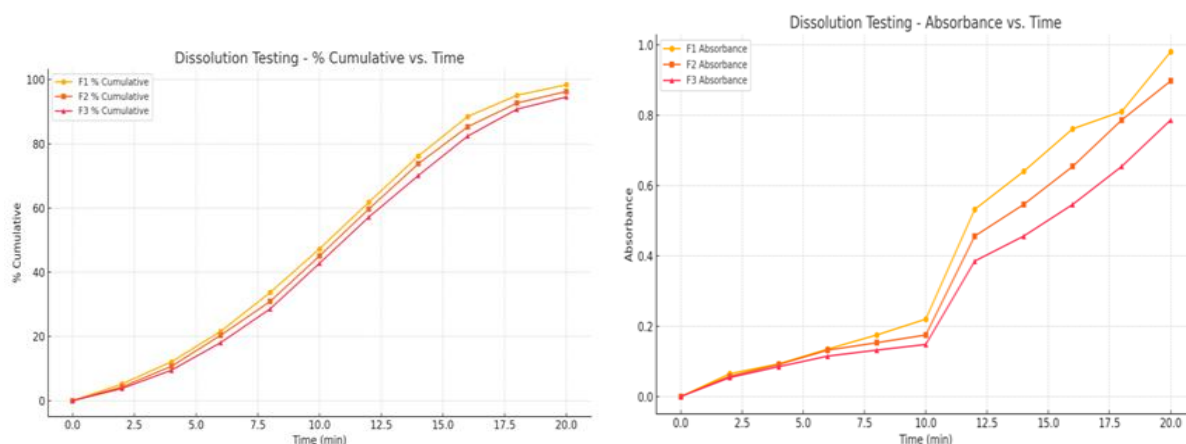 Dissolution Testing - % Cumulative vs. Time
F1 % Cumulative
F2 % Cumulative
F3 % Cumulative
% Cumulative
100
80
60
40
20
0
0.0 2.5 5.0 7.5 10.0 12.5 15.0 17.5 20.0
Time (min)
Dissolution Testing - Absorbance vs. Time
F1 Absorbance
F2 Absorbance
F3 Absorbance
Absorbance
1.0
0.8
0.6
0.4
0.2
0.0
0.0 2.5 5.0 7.5 10.0 12.5 15.0 17.5 20.0
Time (min)